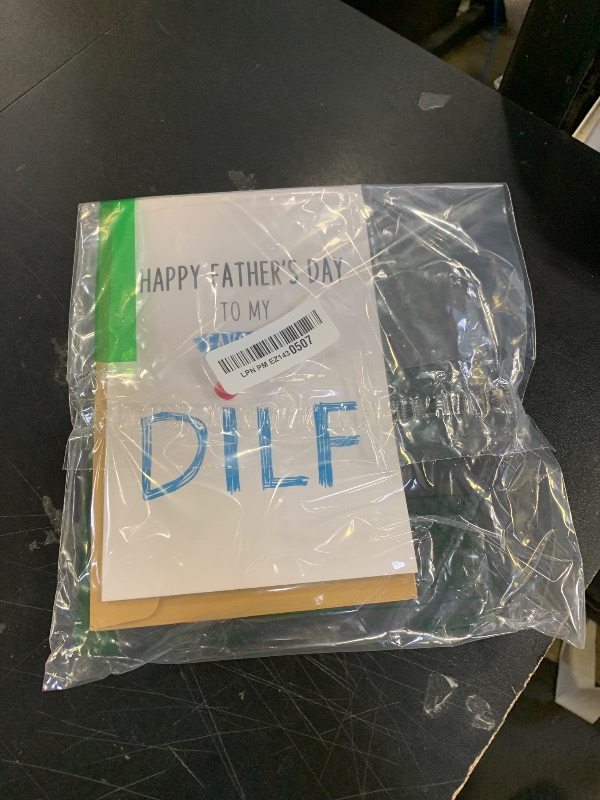 HAPPY FATHER'S DAY
TO MY
LPN PM EZ143 0507
DILF